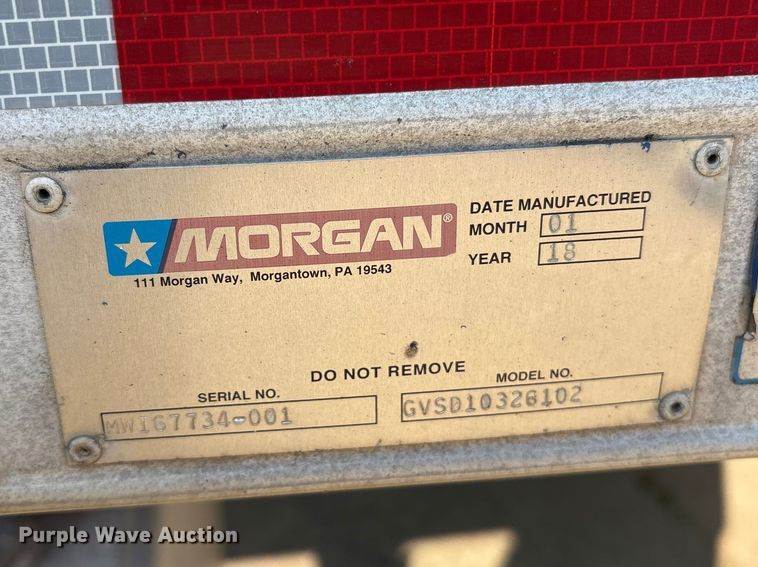 MORGAN®
111 Morgan Way, Morgantown, PA 19543
DATE MANUFACTURED
MONTH 01
YEAR 18
DO NOT REMOVE
SERIAL NO.
MWI67734-001
MODEL NO.
GVSD10326102
Purple Wave Auction